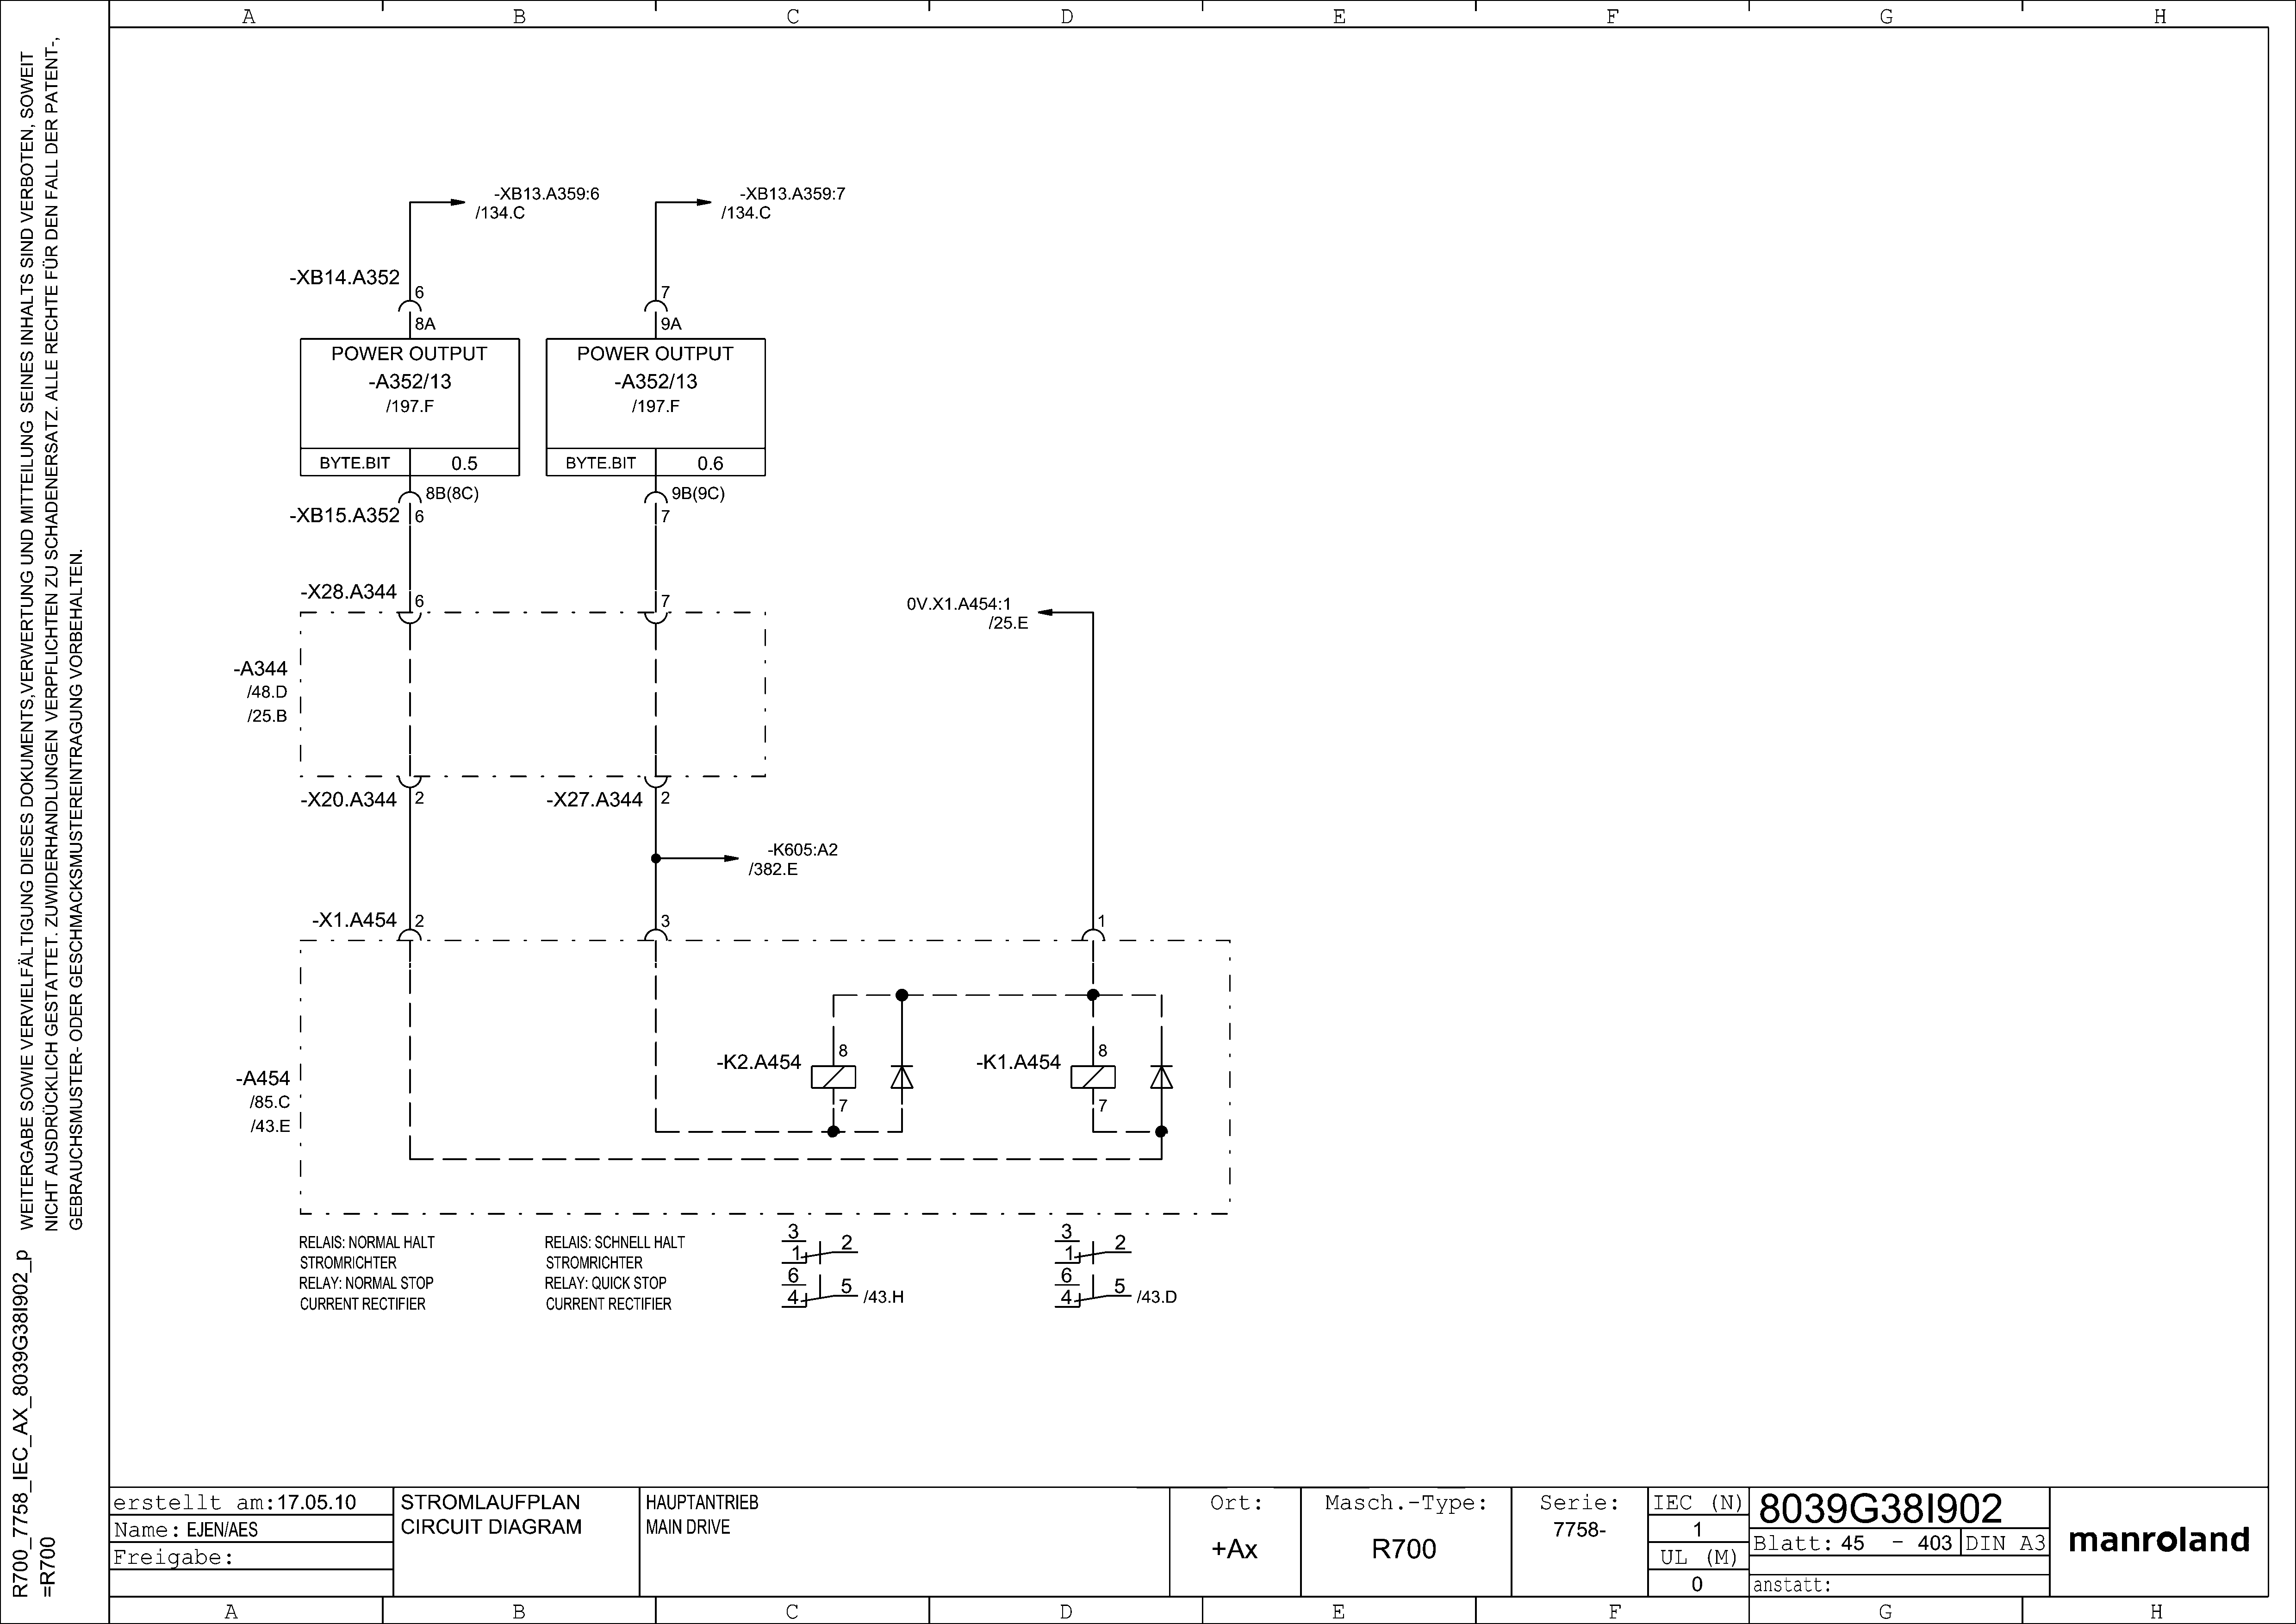 A B C D E F G H
WEITERGABE SOWIE VERVIELFÄLTIGUNG DIESES DOKUMENTS,VERWERTUNG UND MITTEILUNG SEINES INHALTS SIND VERBOTEN, SOWEIT
NICHT AUSDRÜCKLICH GESTATTET. ZUWIDERHANDLUNGEN VERPFLICHTEN ZU SCHADENERSATZ. ALLE RECHTE FÜR DEN FALL DER PATENT-,
GEBRAUCHSMUSTER- ODER GESCHMACKSMUSTEREINTRAGUNG VORBEHALTEN.
R700_7758_IEC_AX_8039G38I902_p
=R700
-XB13.A359:6
/134.C
-XB13.A359:7
/134.C
-XB14.A352
6
7
8A
9A
POWER OUTPUT
-A352/13
/197.F
BYTE.BIT 0.5
POWER OUTPUT
-A352/13
/197.F
BYTE.BIT 0.6
8B(8C)
9B(9C)
-XB15.A352 6
7
-X28.A344 6
7
0V.X1.A454:1
/25.E
-A344
/48.D
/25.B
-X20.A344 2
-X27.A344 2
-K605:A2
/382.E
-X1.A454 2
3
1
-K2.A454
8
7
-K1.A454
8
7
-A454
/85.C
/43.E
RELAIS: NORMAL HALT
STROMRICHTER
RELAY: NORMAL STOP
CURRENT RECTIFIER
RELAIS: SCHNELL HALT
STROMRICHTER
RELAY: QUICK STOP
CURRENT RECTIFIER
3
1 2
6
4 5 /43.H
3
1 2
6
4 5 /43.D
erstellt am:17.05.10
Name: EJEN/AES
Freigabe:
STROMLAUFPLAN
CIRCUIT DIAGRAM
HAUPTANTRIEB
MAIN DRIVE
Ort:
+Ax
Masch.-Type:
R700
Serie:
7758-
IEC (N)
1
UL (M)
0
8039G38I902
Blatt: 45 - 403 DIN A3
anstatt:
manroland
A B C D E F G H